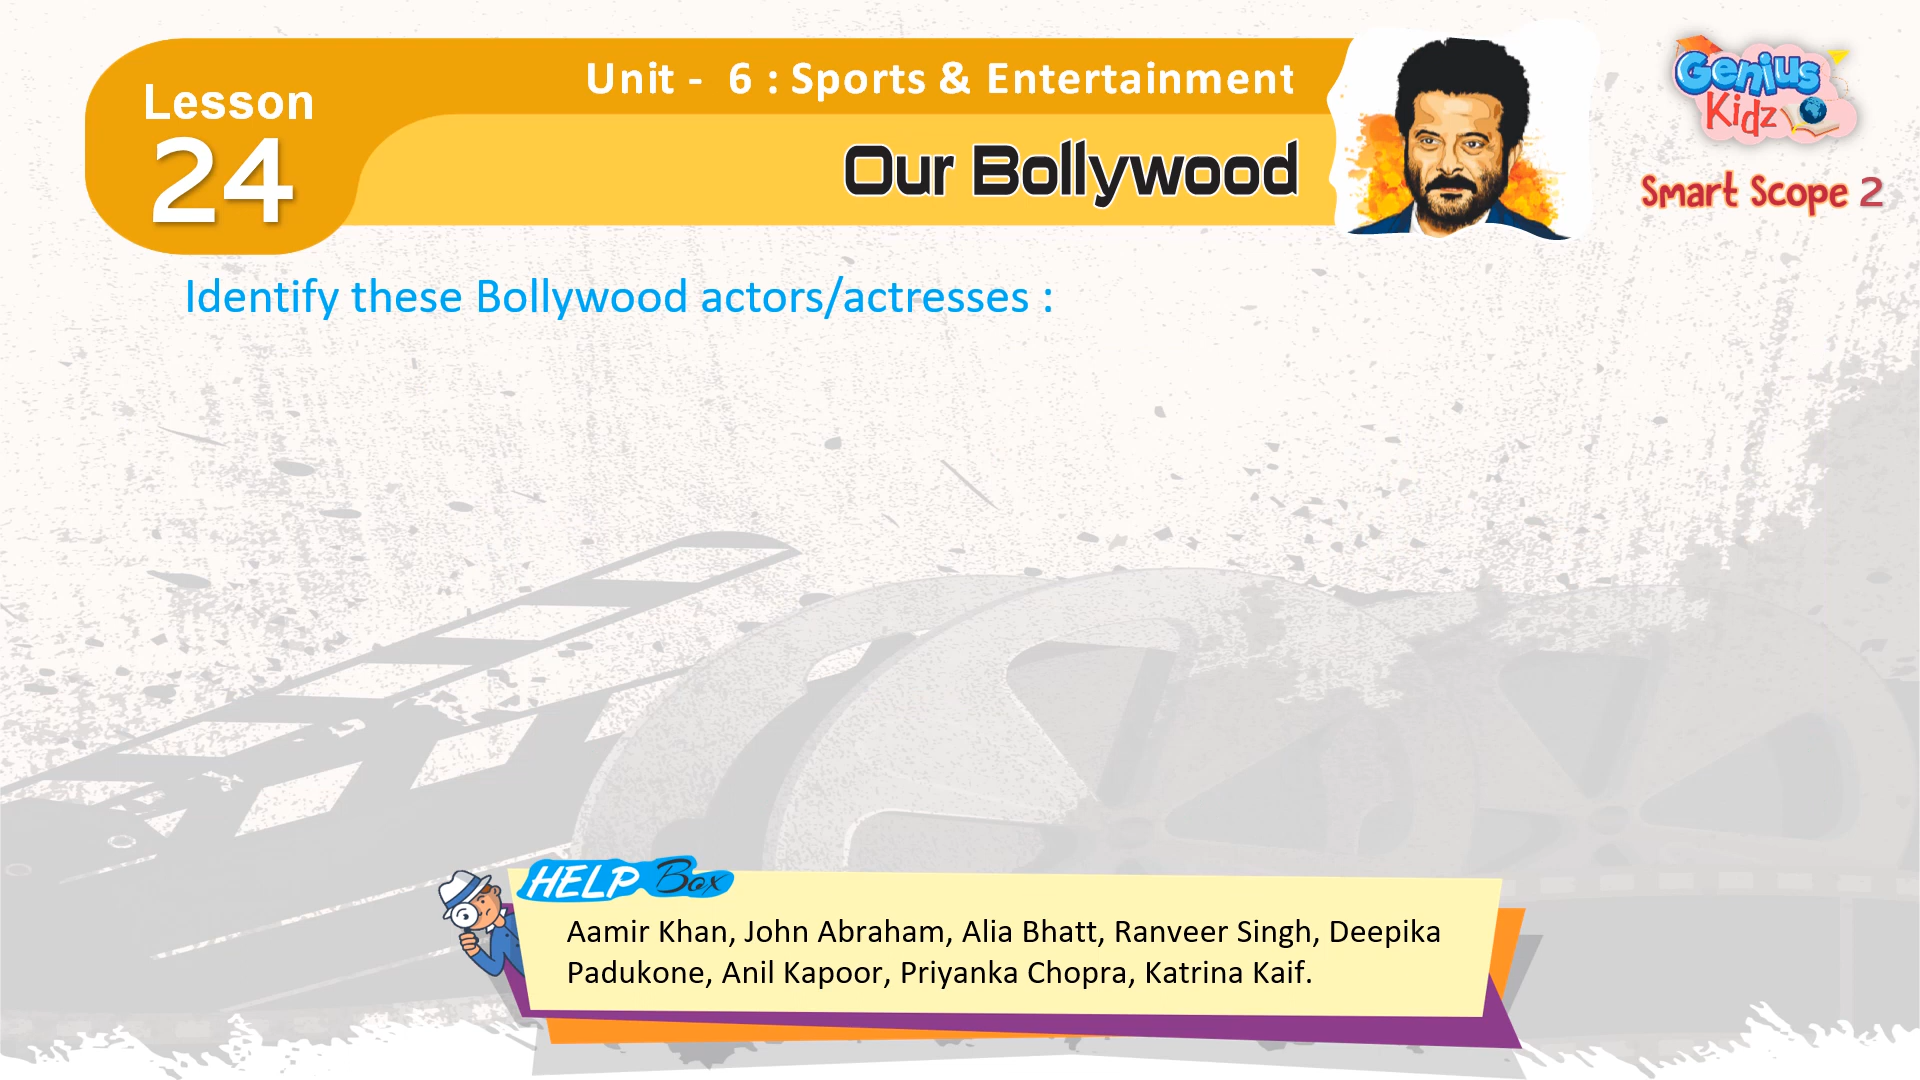 Lesson
24
Unit - 6 : Sports & Entertainment
Our Bollywood
Genius
Kidz
Smart Scope 2
Identify these Bollywood actors/actresses :
HELP Box
Aamir Khan, John Abraham, Alia Bhatt, Ranveer Singh, Deepika
Padukone, Anil Kapoor, Priyanka Chopra, Katrina Kaif.